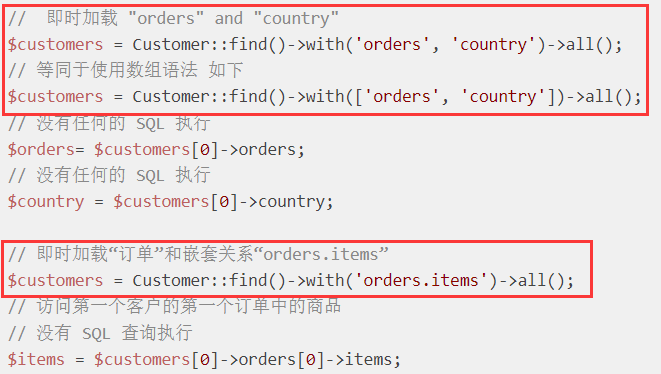 //  即时加载 "orders" and "country"
$customers = Customer::find()->with('orders', 'country')->all();
// 等同于使用数组语法 如下
$customers = Customer::find()->with(['orders', 'country'])->all();
// 没有任何的 SQL 执行
$orders= $customers[0]->orders;
// 没有任何的 SQL 执行
$country = $customers[0]->country;
// 即时加载“订单”和嵌套关系“orders.items”
$customers = Customer::find()->with('orders.items')->all();
// 访问第一个客户的第一个订单中的商品
// 没有 SQL 查询执行
$items = $customers[0]->orders[0]->items;